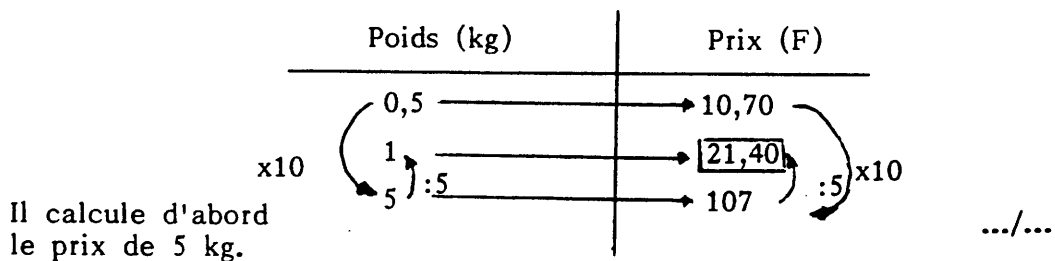 Poids (kg) Prix (F)
0,5 10,70
x10 1 :5 21,40 :5 x10
5 107
Il calcule d'abord
le prix de 5 kg.
.../...